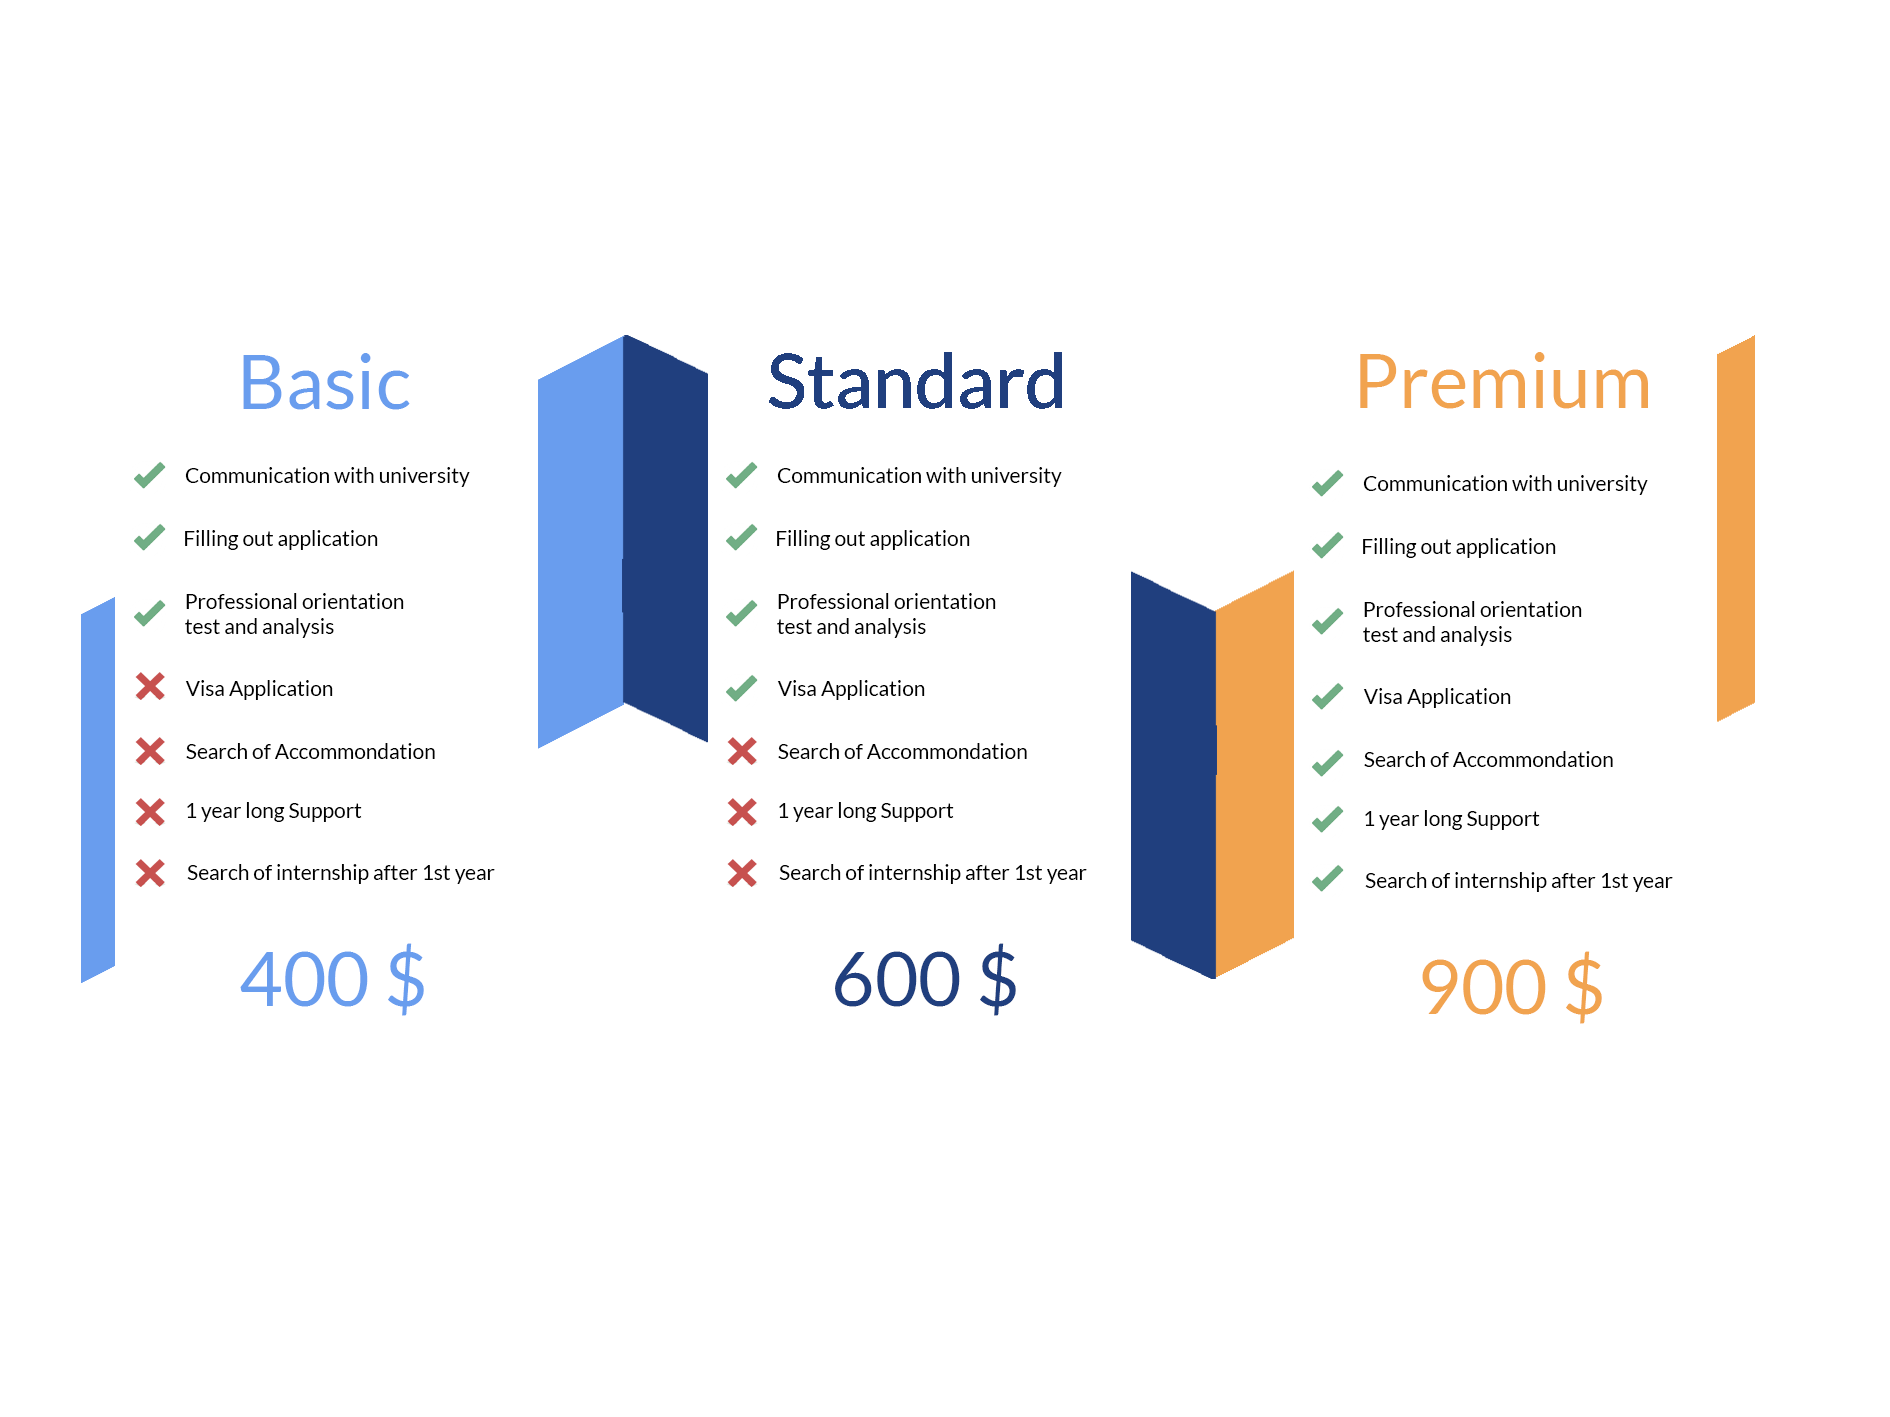 Basic
Communication with university
Filling out application
Professional orientation
test and analysis
Visa Application
Search of Accommondation
1 year long Support
Search of internship after 1st year
400 $
Standard
Communication with university
Filling out application
Professional orientation
test and analysis
Visa Application
Search of Accommondation
1 year long Support
Search of internship after 1st year
600 $
Premium
Communication with university
Filling out application
Professional orientation
test and analysis
Visa Application
Search of Accommondation
1 year long Support
Search of internship after 1st year
900 $